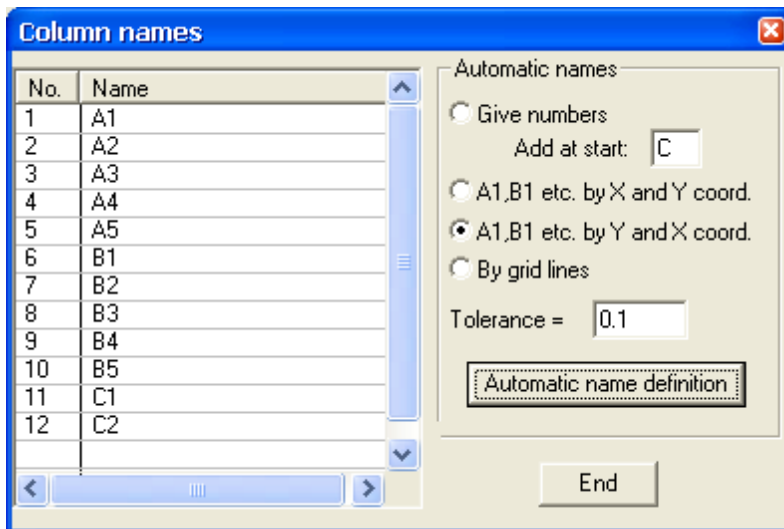 Column names
No. Name
1 A1
2 A2
3 A3
4 A4
5 A5
6 B1
7 B2
8 B3
9 B4
10 B5
11 C1
12 C2
Automatic names
Give numbers
Add at start: C
A1,B1 etc. by X and Y coord.
A1,B1 etc. by Y and X coord.
By grid lines
Tolerance = 0.1
Automatic name definition
End